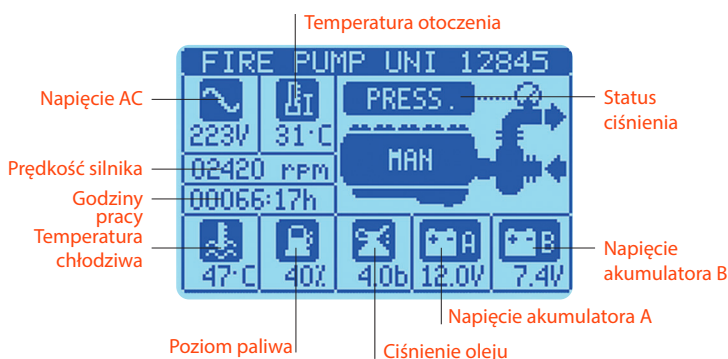 Temperatura otoczenia
FIRE PUMP UNI 12845
Napięcie AC
PRESS.
Status
ciśnienia
223V
31°C
MAN
Prędkość silnika
02420 rpm
Godziny
pracy
00066:17h
Temperatura
chłodziwa
A
B
Napięcie
akumulatora B
47°C
40%
4.0b
12.0V
7.4V
Napięcie akumulatora A
Poziom paliwa
Ciśnienie oleju